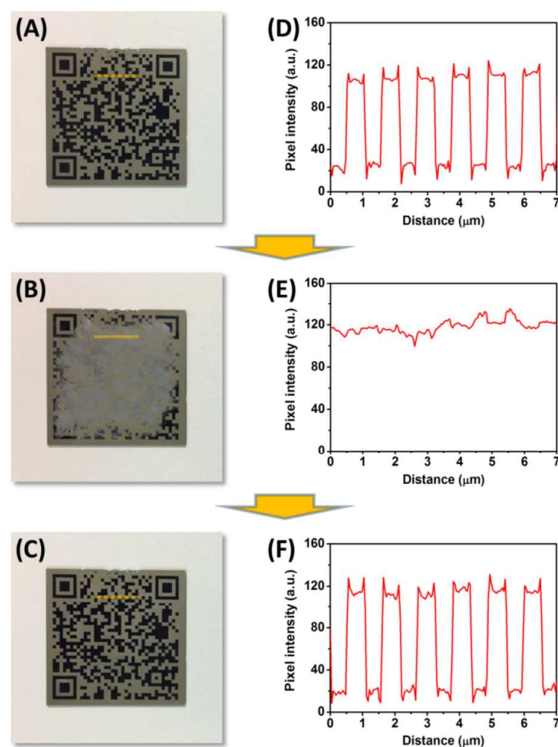 (A)
(D)
160
120
80
40
0
Pixel intensity (a.u.)
0 1 2 3 4 5 6 7
Distance (μm)
(B)
(E)
160
120
80
40
0
Pixel intensity (a.u.)
0 1 2 3 4 5 6 7
Distance (μm)
(C)
(F)
160
120
80
40
0
Pixel intensity (a.u.)
0 1 2 3 4 5 6 7
Distance (μm)